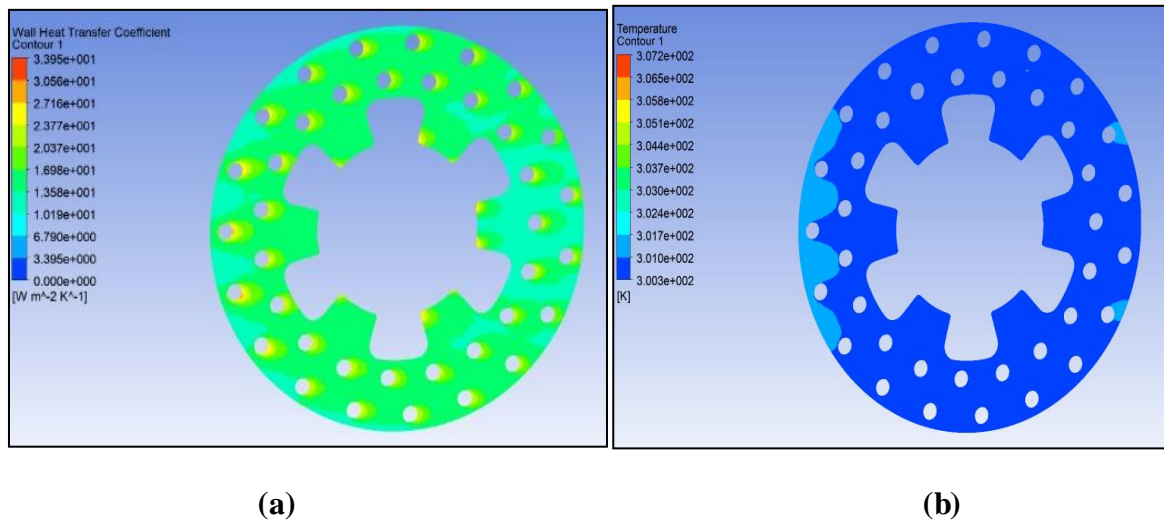 Wall Heat Transfer Coefficient
Contour 1
3.395e+001
3.056e+001
2.716e+001
2.377e+001
2.037e+001
1.698e+001
1.358e+001
1.019e+001
6.790e+000
3.395e+000
0.000e+000
[W m^-2 K^-1]
Temperature
Contour 1
3.072e+002
3.065e+002
3.058e+002
3.051e+002
3.044e+002
3.037e+002
3.030e+002
3.024e+002
3.017e+002
3.010e+002
3.003e+002
[K]
(a)
(b)